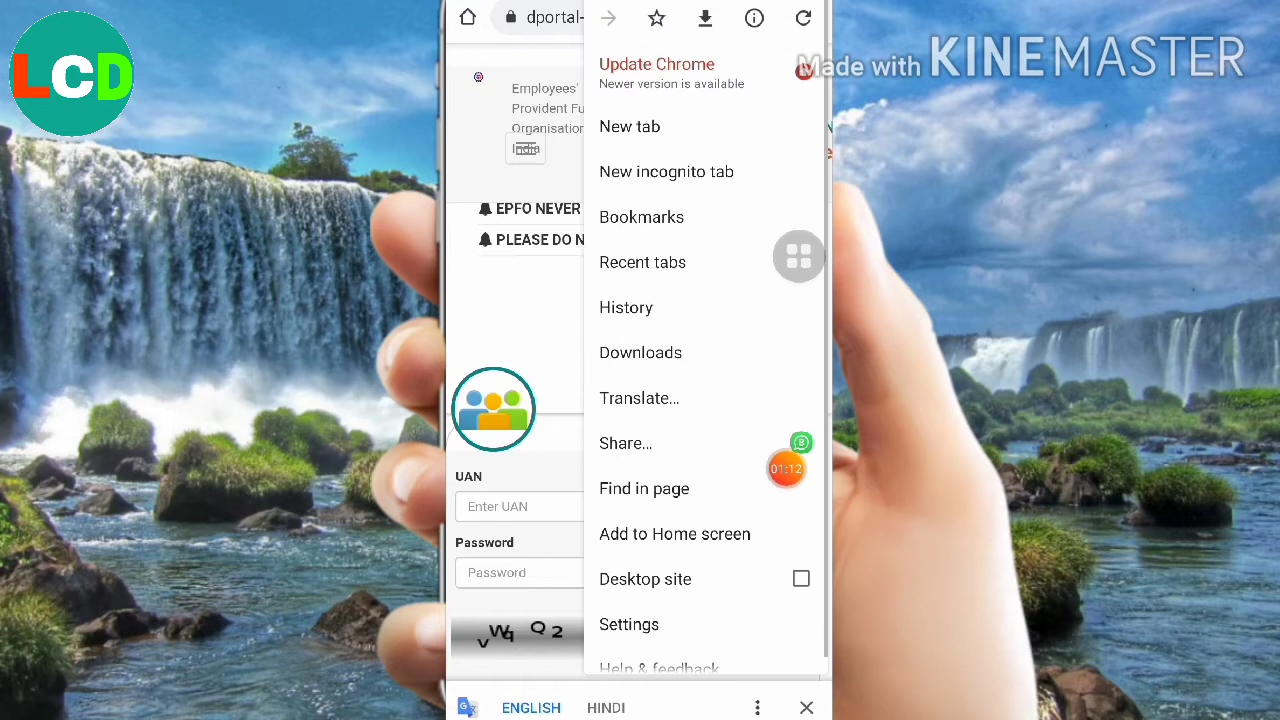 LCD
dportal-
Update Chrome
Newer version is available
Made with KINEMASTER
Employees'
Provident Fu
Organisation
India
New tab
New incognito tab
Bookmarks
EPFO NEVER
PLEASE DO N
Recent tabs
History
Downloads
Translate...
Share...
B
01:12
UAN
Enter UAN
Find in page
Add to Home screen
Password
Password
Desktop site
vWqQ2
Settings
Help & feedback
G
ENGLISH HINDI